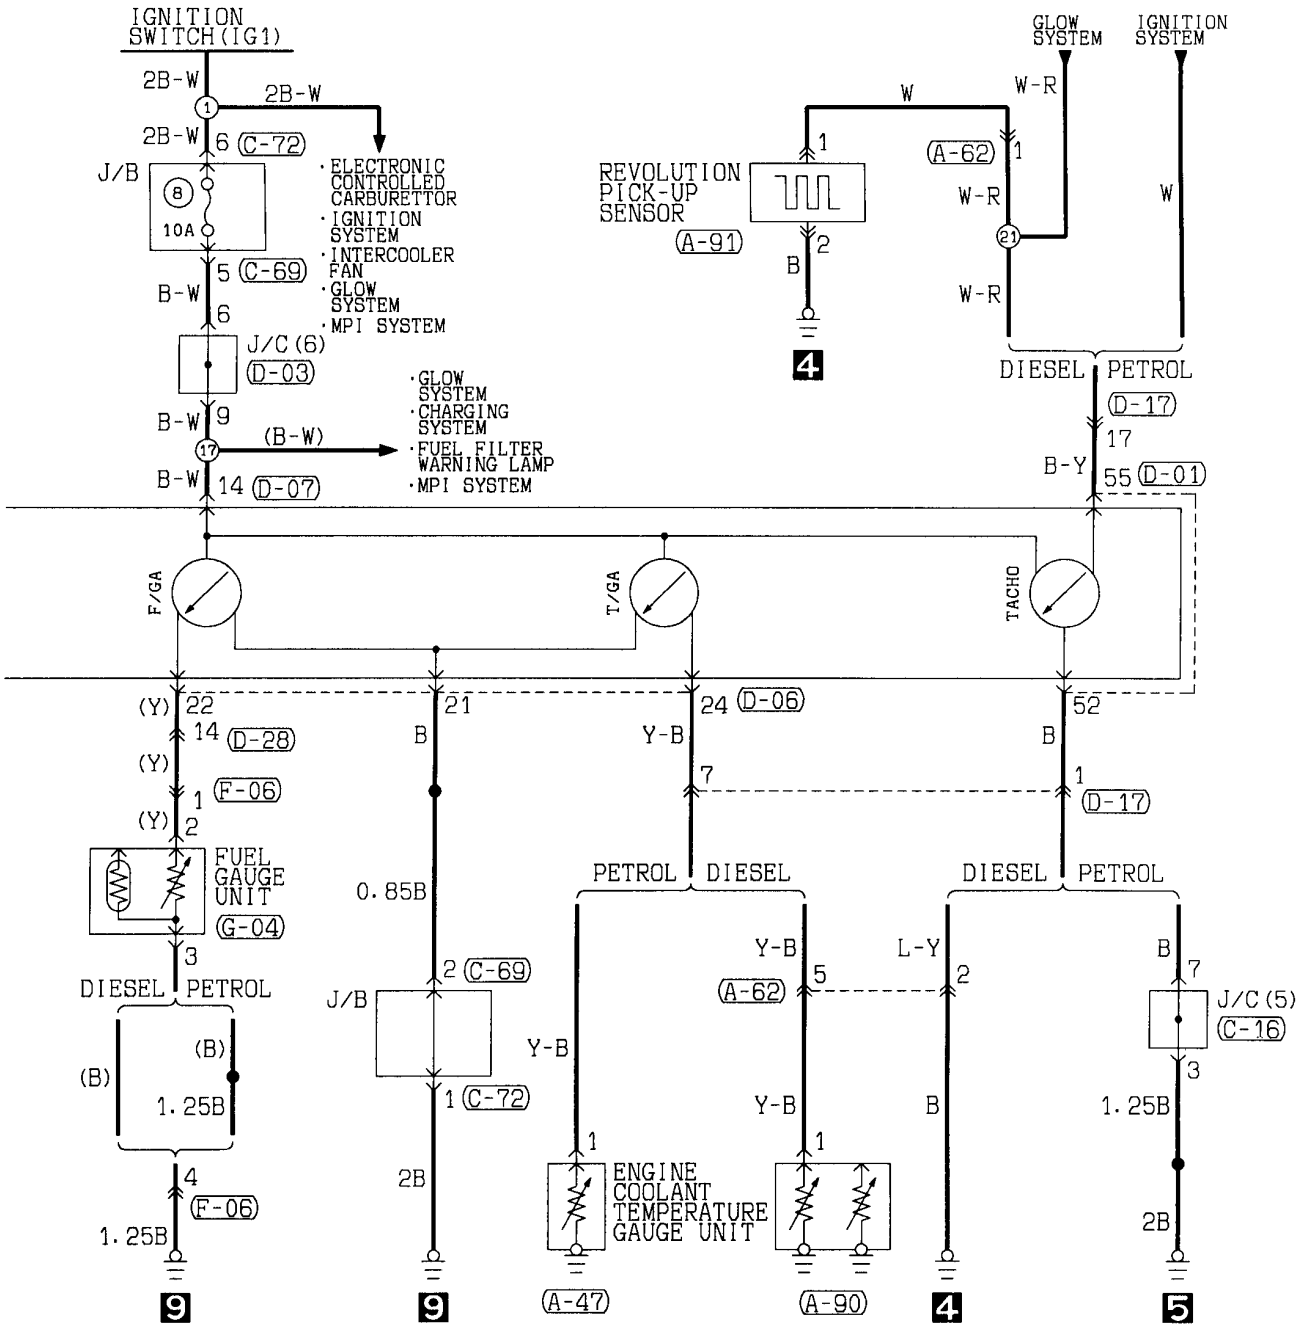 IGNITION
SWITCH(IG1)
2B-W
1
2B-W
2B-W
6
C-72
J/B
8
10A
·ELECTRONIC
CONTROLLED
CARBURETTOR
·IGNITION
SYSTEM
·INTERCOOLER
FAN
·GLOW
SYSTEM
·MPI SYSTEM
5
C-69
B-W
6
J/C(6)
D-03
9
B-W
17
(B-W)
·GLOW
SYSTEM
·CHARGING
SYSTEM
·FUEL FILTER
WARNING LAMP
·MPI SYSTEM
B-W
14
D-07
GLOW
SYSTEM
IGNITION
SYSTEM
W-R
W
1
A-62
1
REVOLUTION
PICK-UP
SENSOR
A-91
2
B
4
W-R
W
21
W-R
DIESEL
PETROL
D-17
17
B-Y
55
D-01
F/GA
T/GA
TACHO
(Y)
22
14
D-28
(Y)
F-06
1
(Y)
2
FUEL
GAUGE
UNIT
G-04
3
DIESEL
PETROL
(B)
(B)
1.25B
4
F-06
1.25B
9
21
B
0.85B
2
C-69
J/B
1
C-72
2B
9
24
D-06
Y-B
7
PETROL
DIESEL
Y-B
Y-B
5
A-62
Y-B
1
1
ENGINE
COOLANT
TEMPERATURE
GAUGE UNIT
A-47
A-90
52
B
1
D-17
DIESEL
PETROL
L-Y
2
B
4
B
7
J/C(5)
C-16
3
1.25B
2B
5